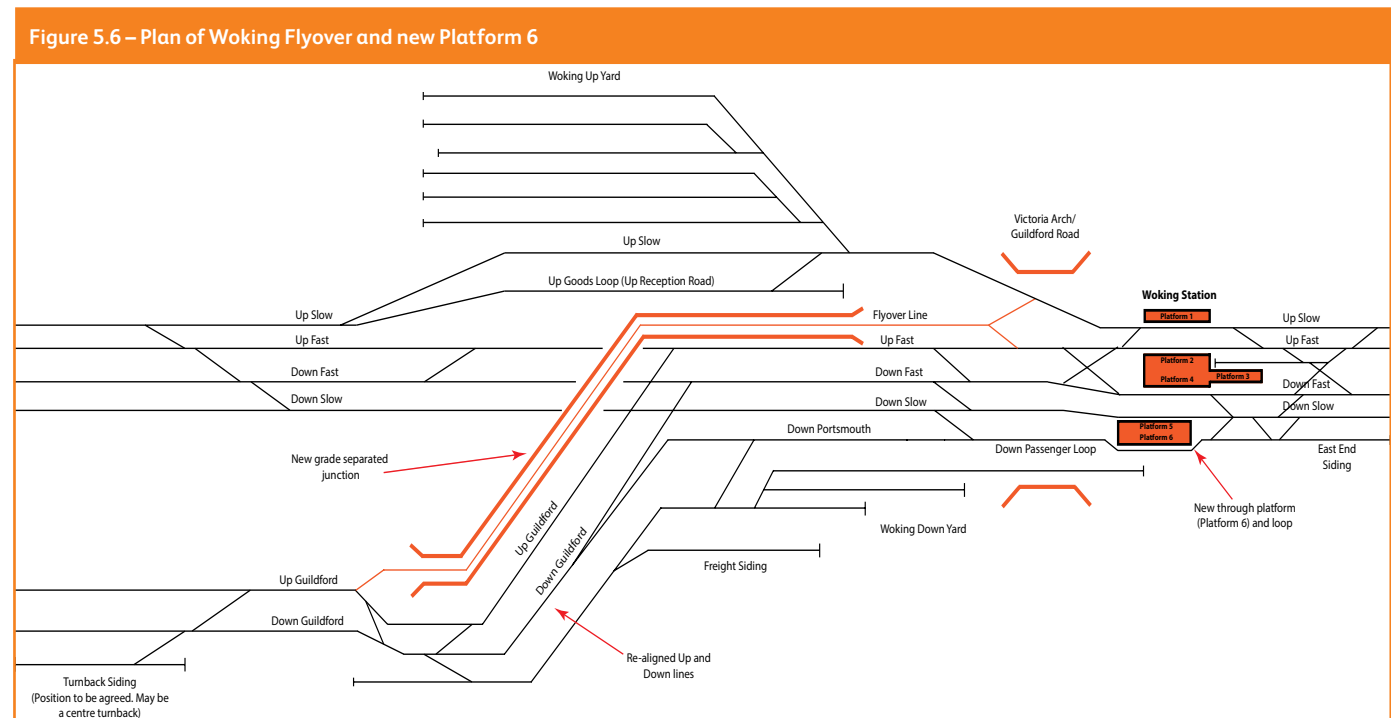 Figure 5.6 – Plan of Woking Flyover and new Platform 6
Woking Up Yard
Victoria Arch/
Guildford Road
Up Slow
Up Goods Loop (Up Reception Road)
Woking Station
Up Slow
Flyover Line
Platform 1
Up Slow
Up Fast
Up Fast
Up Fast
Platform 2
Down Fast
Down Fast
Platform 4
Platform 3
Down Fast
Down Slow
Down Slow
Down Slow
Down Portsmouth
Platform 5
Platform 6
New grade separated
junction
Down Passenger Loop
East End
Siding
New through platform
(Platform 6) and loop
Up Guildford
Down Guildford
Woking Down Yard
Freight Siding
Up Guildford
Down Guildford
Re-aligned Up and
Down lines
Turnback Siding
(Position to be agreed. May be
a centre turnback)